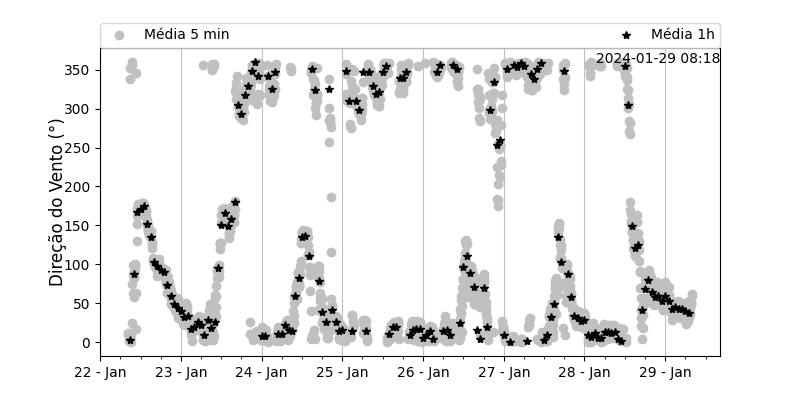 Média 5 min
Média 1h
2024-01-29 08:18
Direção do Vento (°)
350
300
250
200
150
100
50
0
22 - Jan
23 - Jan
24 - Jan
25 - Jan
26 - Jan
27 - Jan
28 - Jan
29 - Jan